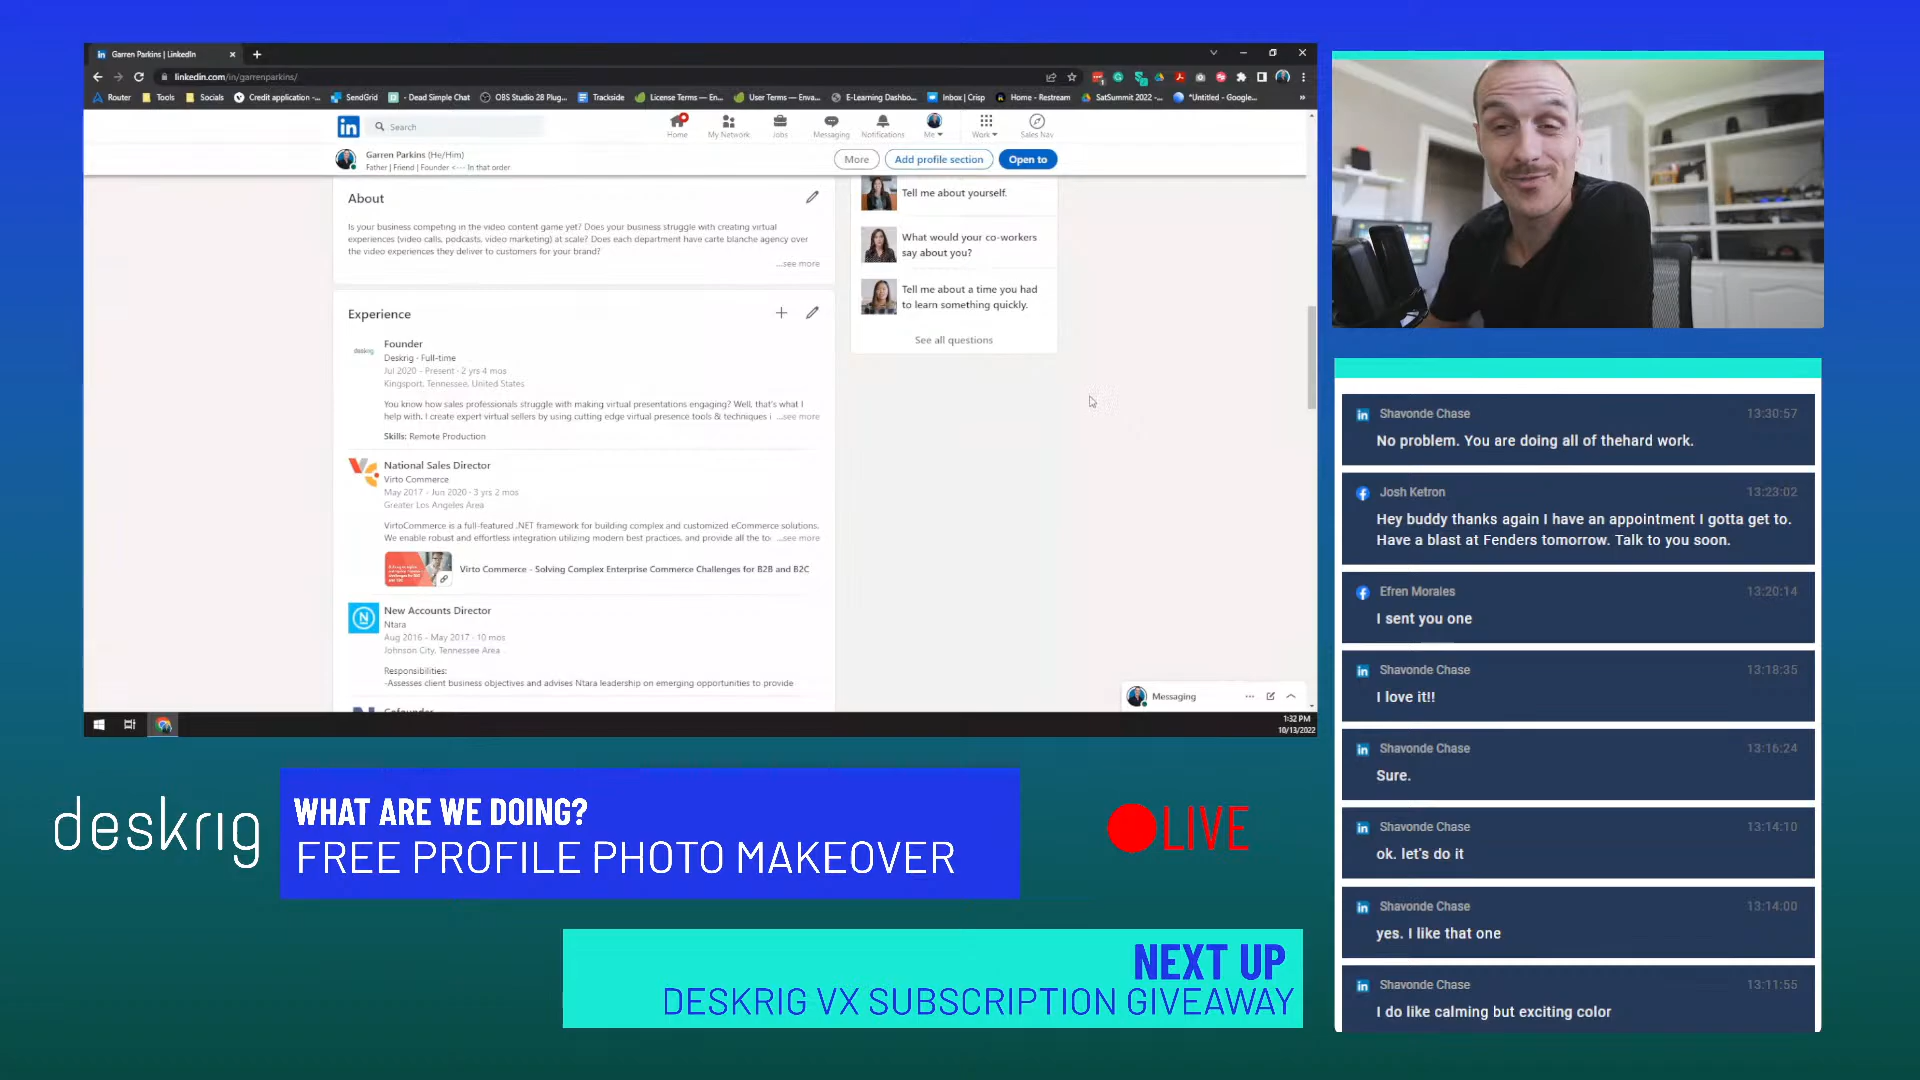 Garren Parkins | LinkedIn
linkedin.com/in/garrenparkins/
Router
Tools
Socials
Credit application -...
SendGrid
- Dead Simple Chat
OBS Studio 28 Plug...
Trackside
License Terms — En...
User Terms — Enva...
E-Learning Dashbo...
Inbox | Crisp
Home - Restream
SatSummit 2022 -...
*Untitled - Google...
Search
Home
My Network
Jobs
Messaging
Notifications
Me
Work
Sales Nav
Garren Parkins (He/Him)
Father | Friend | Founder <--- In that order
More
Add profile section
Open to
About
Is your business competing in the video content game yet? Does your business struggle with creating virtual
experiences (video calls, podcasts, video marketing) at scale? Does each department have carte blanche agency over
the video experiences they deliver to customers for your brand?
...see more
Experience
deskrig
Founder
Deskrig · Full-time
Jul 2020 - Present · 2 yrs 4 mos
Kingsport, Tennessee, United States
You know how sales professionals struggle with making virtual presentations engaging? Well, that's what I
help with. I create expert virtual sellers by using cutting edge virtual presence tools & techniques i ...see more
Skills: Remote Production
National Sales Director
Virto Commerce
May 2017 - Jun 2020 · 3 yrs 2 mos
Greater Los Angeles Area
VirtoCommerce is a full-featured .NET framework for building complex and customized eCommerce solutions.
We enable robust and effortless integration utilizing modern best practices, and provide all the to ...see more
Virto Commerce - Solving Complex Enterprise Commerce Challenges for B2B and B2C
New Accounts Director
Ntara
Aug 2016 - May 2017 · 10 mos
Johnson City, Tennessee Area
Responsibilities:
-Assesses client business objectives and advises Ntara leadership on emerging opportunities to provide
Cofounder
Tell me about yourself.
What would your co-workers
say about you?
Tell me about a time you had
to learn something quickly.
See all questions
Messaging
1:32 PM
10/13/2022
Shavonde Chase 13:30:57
No problem. You are doing all of thehard work.
Josh Ketron 13:23:02
Hey buddy thanks again I have an appointment I gotta get to.
Have a blast at Fenders tomorrow. Talk to you soon.
Efren Morales 13:20:14
I sent you one
Shavonde Chase 13:18:35
I love it!!
Shavonde Chase 13:16:24
Sure.
Shavonde Chase 13:14:10
ok. let's do it
Shavonde Chase 13:14:00
yes. I like that one
Shavonde Chase 13:11:55
I do like calming but exciting color
deskrig
WHAT ARE WE DOING?
FREE PROFILE PHOTO MAKEOVER
LIVE
NEXT UP
DESKRIG VX SUBSCRIPTION GIVEAWAY